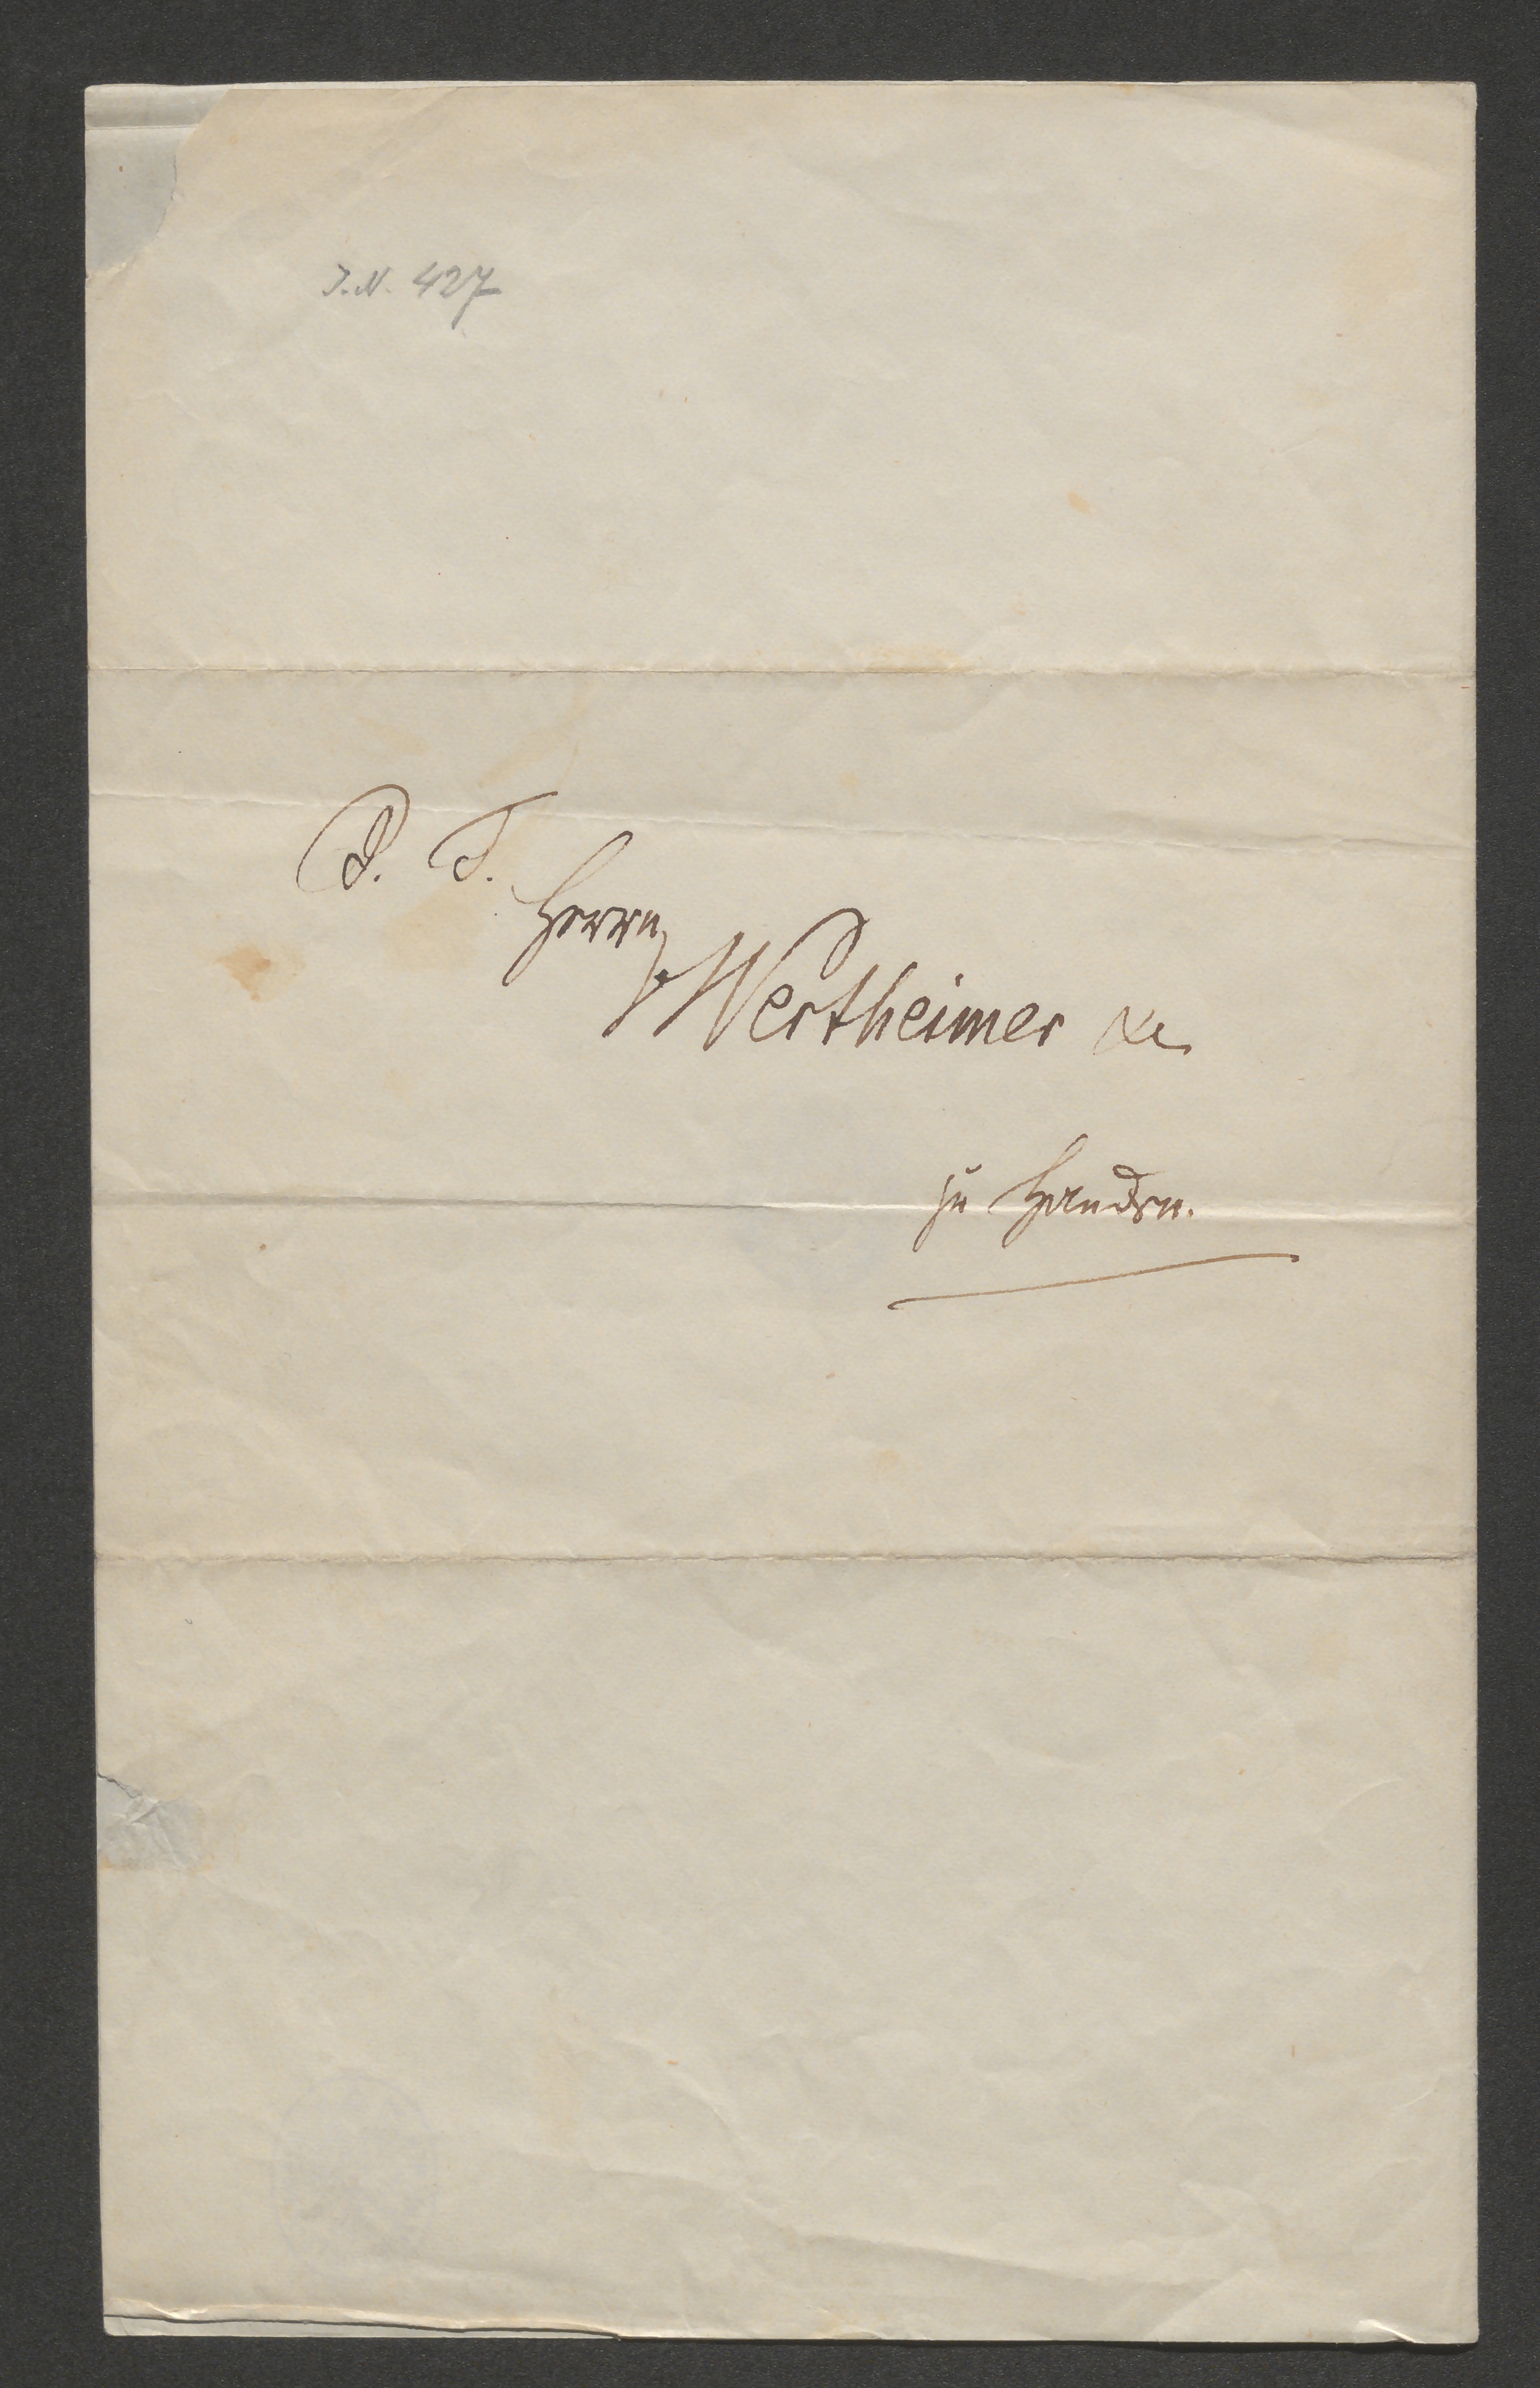 J.N. 427
P. T.
Herrn
Wertheimer &c
zu Handen.